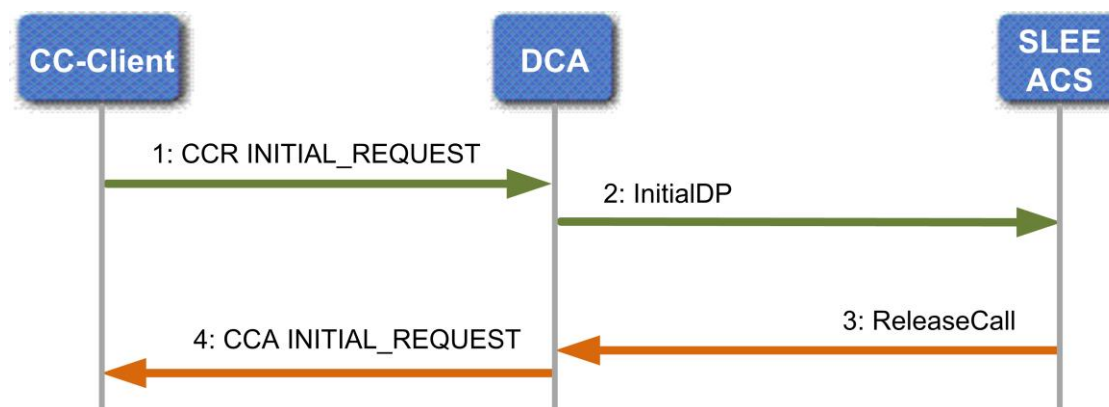 CC-Client
DCA
SLEE
ACS
1: CCR INITIAL_REQUEST
2: InitialDP
3: ReleaseCall
4: CCA INITIAL_REQUEST